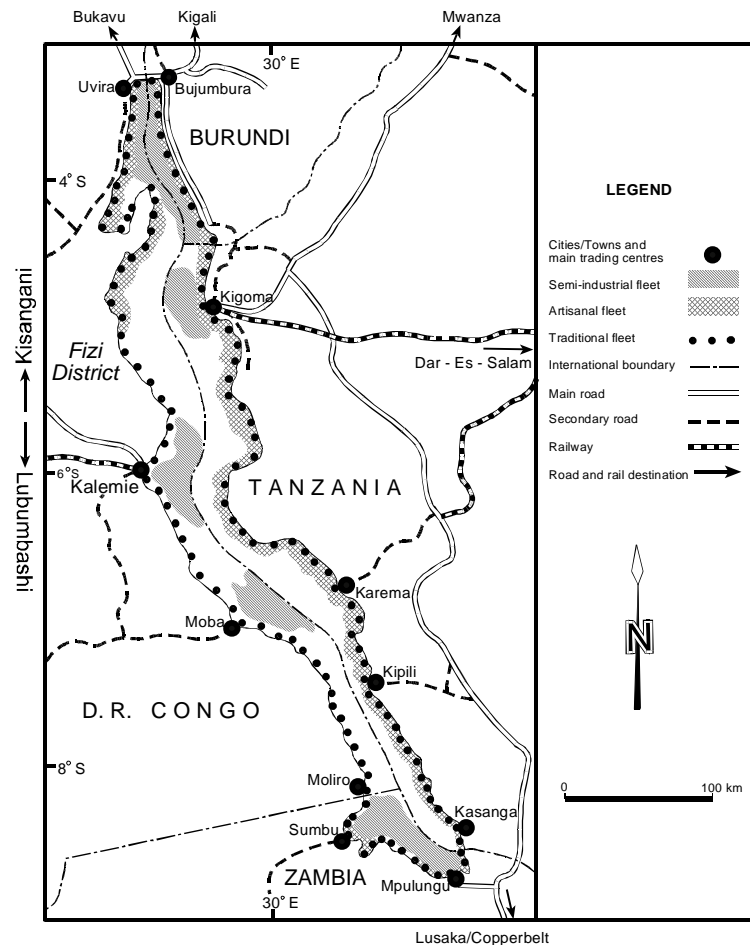 Bukavu
Kigali
Mwanza
30° E
Uvira
Bujumbura
BURUNDI
4° S
Kigoma
Dar - Es - Salam
Fizi
District
Kisangani
Lubumbashi
6°S
Kalemie
TANZANIA
Karema
Moba
Kipili
D. R. CONGO
8° S
Moliro
Kasanga
Sumbu
ZAMBIA
Mpulungu
30° E
Lusaka/Copperbelt
LEGEND
Cities/Towns and
main trading centres
Semi-industrial fleet
Artisanal fleet
Traditional fleet
International boundary
Main road
Secondary road
Railway
Road and rail destination
N
0
100 km